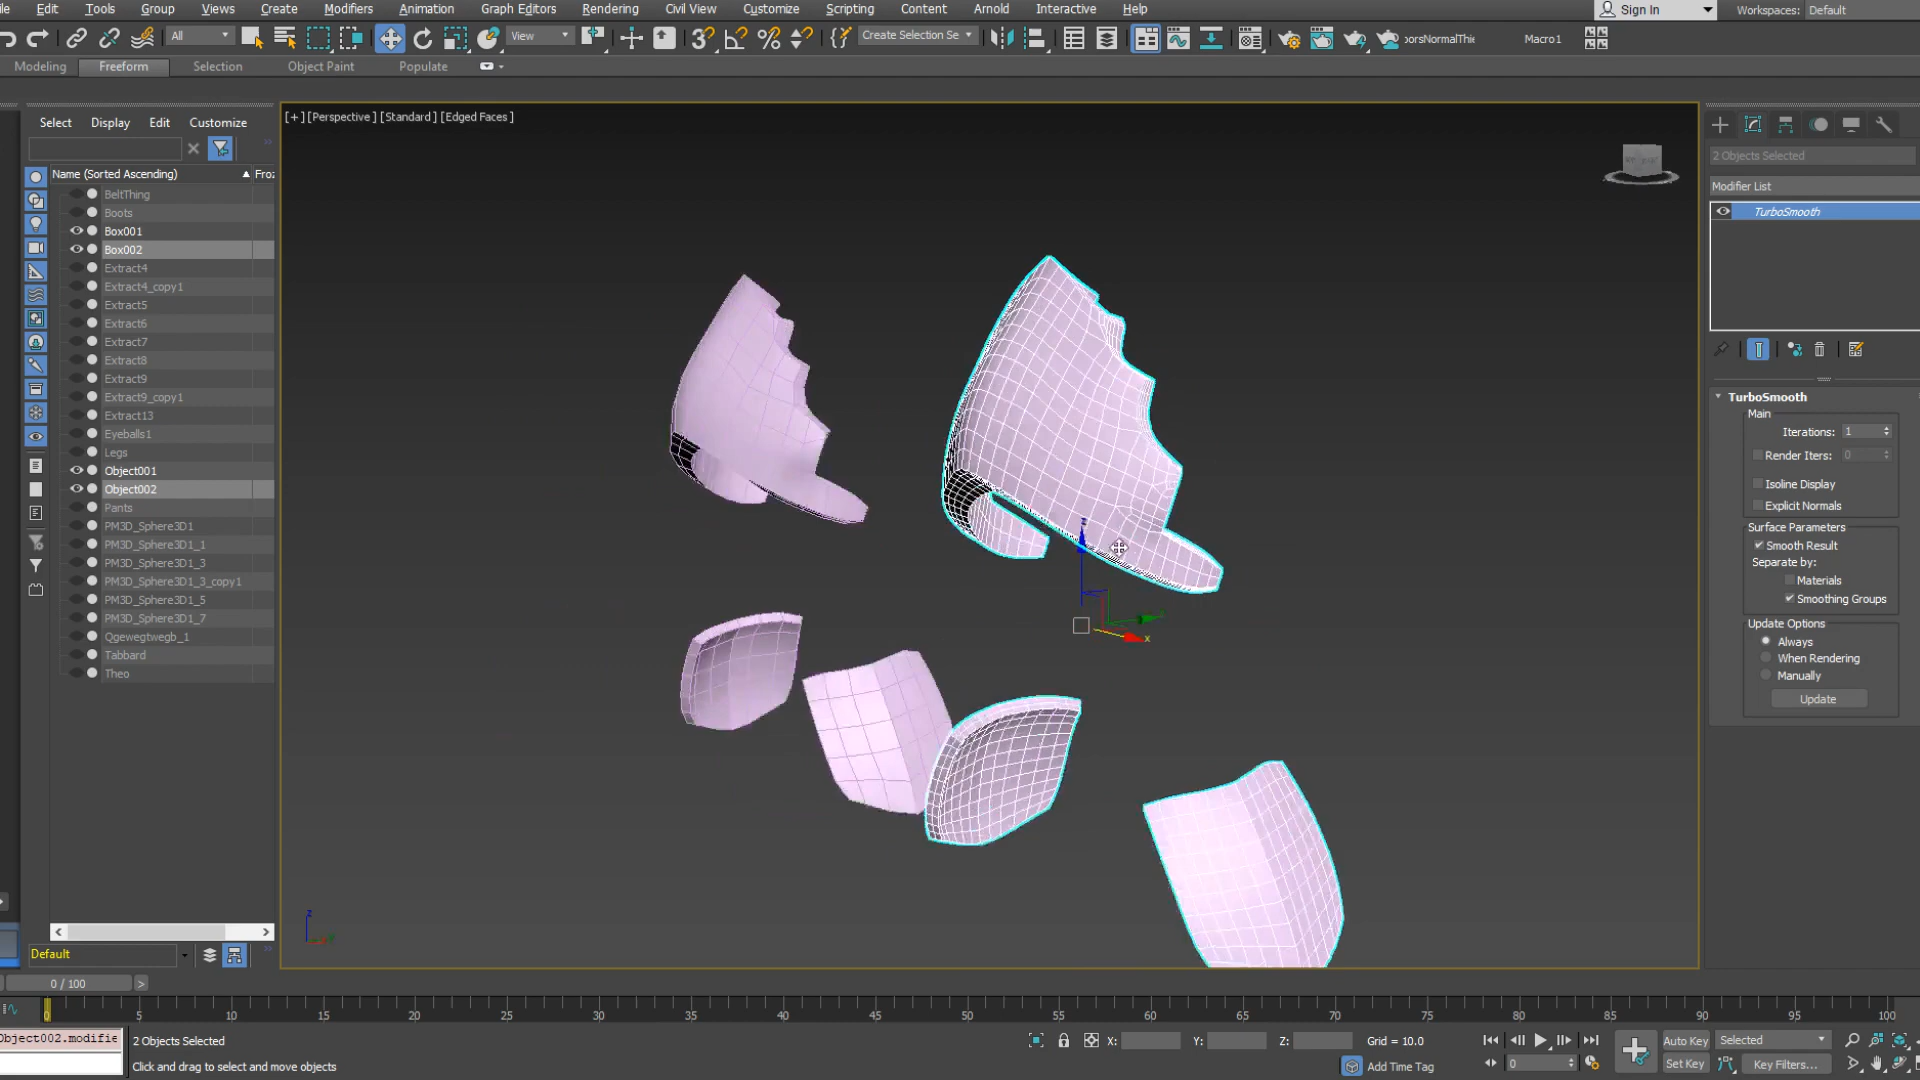 Edit Tools Group Views Create Modifiers Animation Graph Editors Rendering Civil View Customize Scripting Content Arnold Interactive Help
Sign In Workspaces: Default
All View Create Selection Se Macro1
Modeling Freeform Selection Object Paint Populate
Select Display Edit Customize
[+] [Perspective ] [Standard ] [Edged Faces ]
Name (Sorted Ascending) Froz
BeltThing
Boots
Box001
Box002
Extract4
Extract4_copy1
Extract5
Extract6
Extract7
Extract8
Extract9
Extract9_copy1
Extract13
Eyeballs1
Legs
Object001
Object002
Pants
PM3D_Sphere3D1
PM3D_Sphere3D1_1
PM3D_Sphere3D1_3
PM3D_Sphere3D1_3_copy1
PM3D_Sphere3D1_5
PM3D_Sphere3D1_7
Qgewegtwegb_1
Tabbard
Theo
Default
2 Objects Selected
Modifier List
TurboSmooth
TurboSmooth
Main
Iterations: 1
Render Iters: 0
Isoline Display
Explicit Normals
Surface Parameters
Smooth Result
Separate by:
Materials
Smoothing Groups
Update Options
Always
When Rendering
Manually
Update
z
x
z
0 / 100 >
0 5 10 15 20 25 30 35 40 45 50 55 60 65 70 75 80 85 90 95 100
Object002.modifie 2 Objects Selected X: Y: Z: Grid = 10.0 Auto Key Selected
Click and drag to select and move objects Add Time Tag 0 Set Key Key Filters...